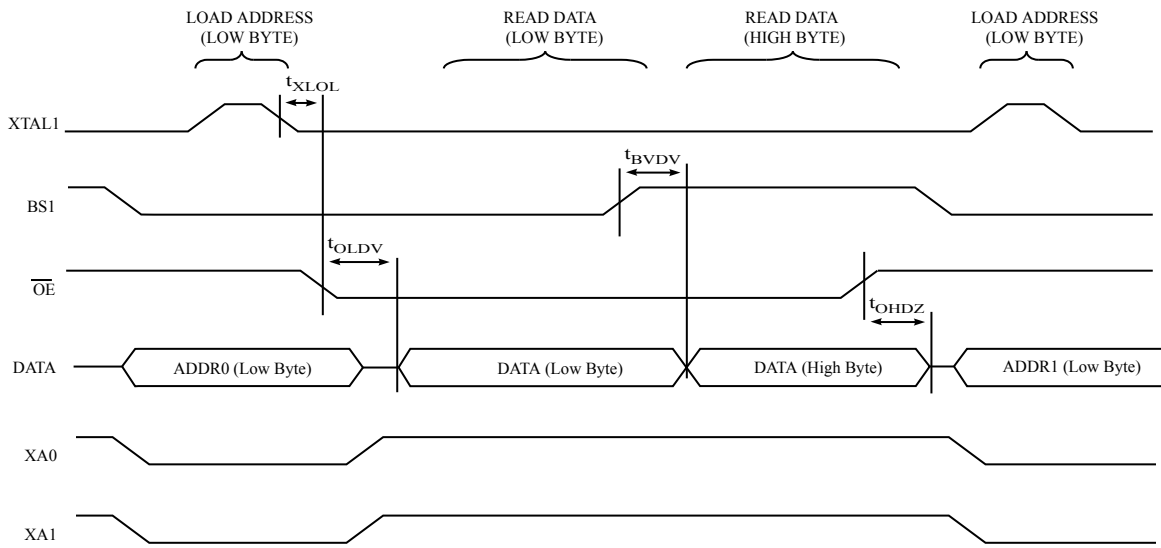 LOAD ADDRESS
(LOW BYTE)
READ DATA
(LOW BYTE)
READ DATA
(HIGH BYTE)
LOAD ADDRESS
(LOW BYTE)
tXLOL
XTAL1
tBVDV
BS1
tOLDV
OE
tOHDZ
DATA
ADDR0 (Low Byte)
DATA (Low Byte)
DATA (High Byte)
ADDR1 (Low Byte)
XA0
XA1